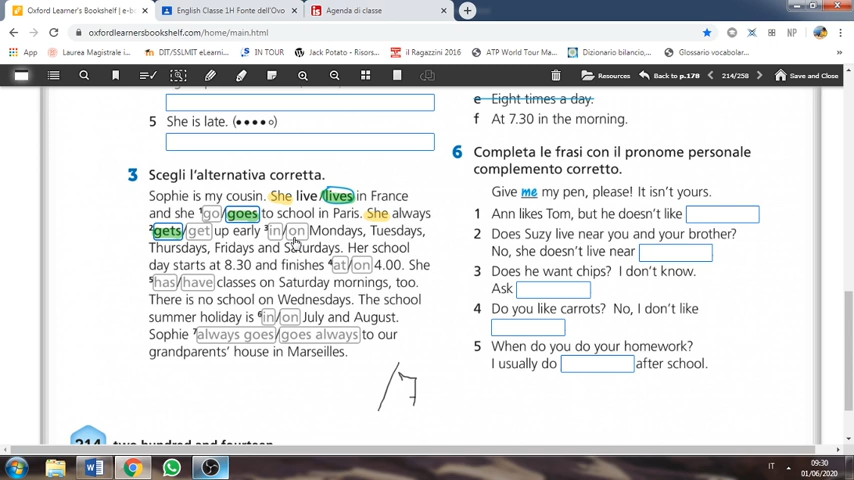 Oxford Learner's Bookshelf | e-bo
English Classe 1H Fonte dell'Ovo
Agenda di classe
oxfordlearnersbookshelf.com/home/main.html
App
Laurea Magistrale i...
DIT/SSLMIT eLearni...
IN TOUR
Jack Potato - Risors...
il Ragazzini 2016
ATP World Tour Ma...
Dizionario bilancio,...
Glossario vocabolar...
NP
Resources
Back to p.178
214/258
Save and Close
5 She is late. (●●●●○)
e Eight times a day.
f At 7.30 in the morning.
3 Scegli l'alternativa corretta.
Sophie is my cousin. She live/lives in France
and she 1go/goes to school in Paris. She always
2gets/get up early 3in/on Mondays, Tuesdays,
Thursdays, Fridays and Saturdays. Her school
day starts at 8.30 and finishes 4at/on 4.00. She
5has/have classes on Saturday mornings, too.
There is no school on Wednesdays. The school
summer holiday is 6in/on July and August.
Sophie 7always goes/goes always to our
grandparents' house in Marseilles.
6 Completa le frasi con il pronome personale
complemento corretto.
Give me my pen, please! It isn't yours.
1 Ann likes Tom, but he doesn't like
2 Does Suzy live near you and your brother?
No, she doesn't live near
3 Does he want chips? I don't know.
Ask
4 Do you like carrots? No, I don't like
5 When do you do your homework?
I usually do after school.
214 two hundred and fourteen
IT
09:30
01/06/2020